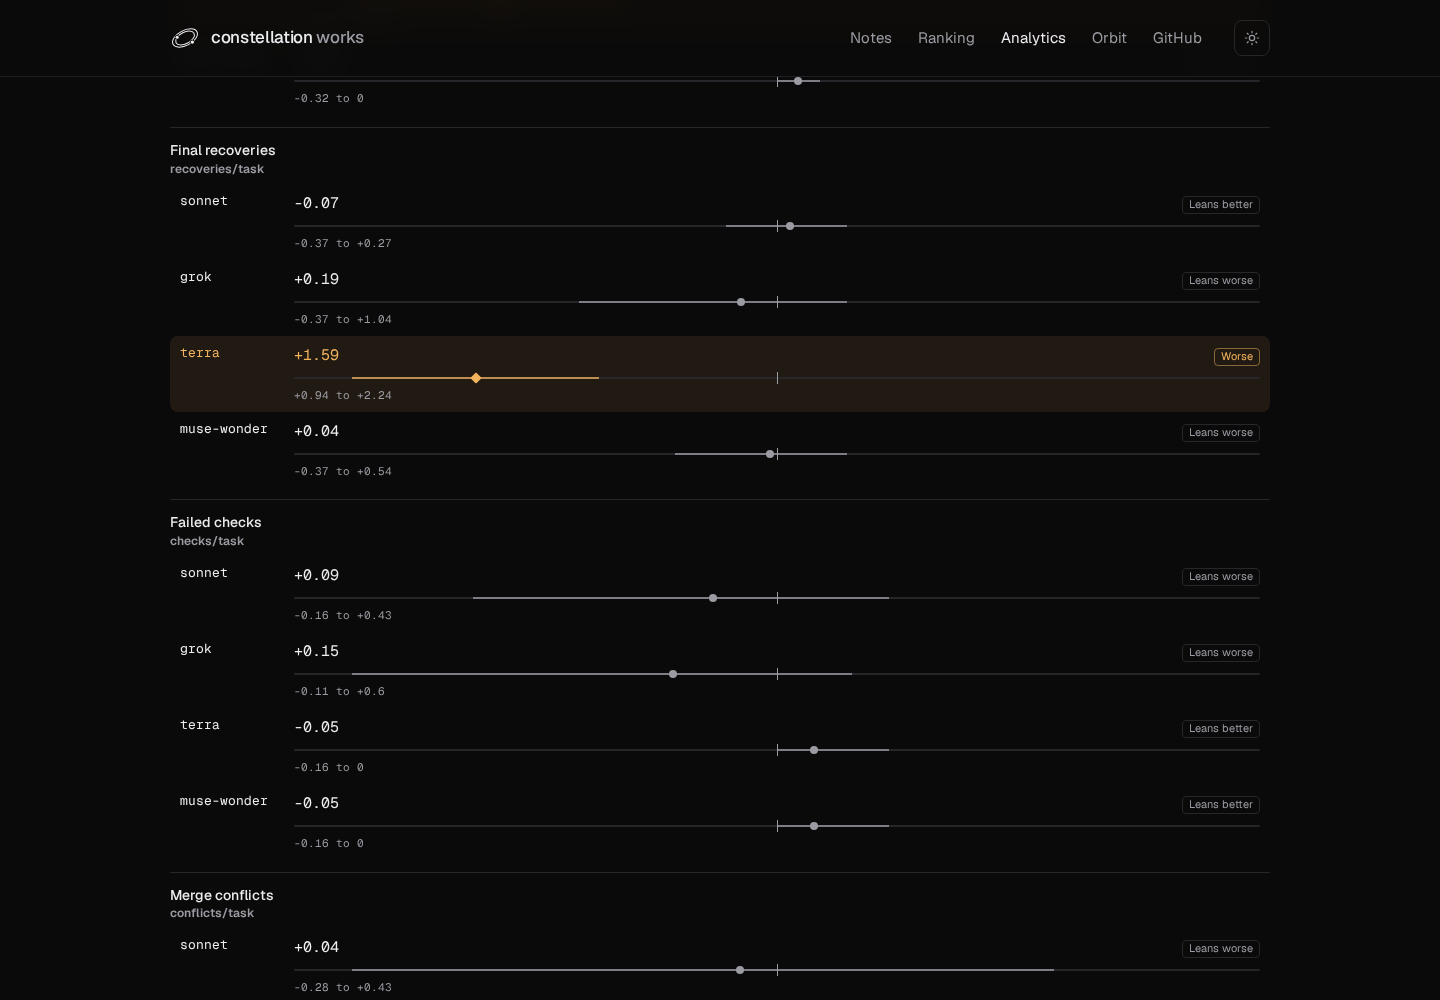 constellation works
Notes Ranking Analytics Orbit GitHub
-0.32 to 0
Final recoveries
recoveries/task
sonnet -0.07 Leans better
-0.37 to +0.27
grok +0.19 Leans worse
-0.37 to +1.04
terra +1.59 Worse
+0.94 to +2.24
muse-wonder +0.04 Leans worse
-0.37 to +0.54
Failed checks
checks/task
sonnet +0.09 Leans worse
-0.16 to +0.43
grok +0.15 Leans worse
-0.11 to +0.6
terra -0.05 Leans better
-0.16 to 0
muse-wonder -0.05 Leans better
-0.16 to 0
Merge conflicts
conflicts/task
sonnet +0.04 Leans worse
-0.28 to +0.43